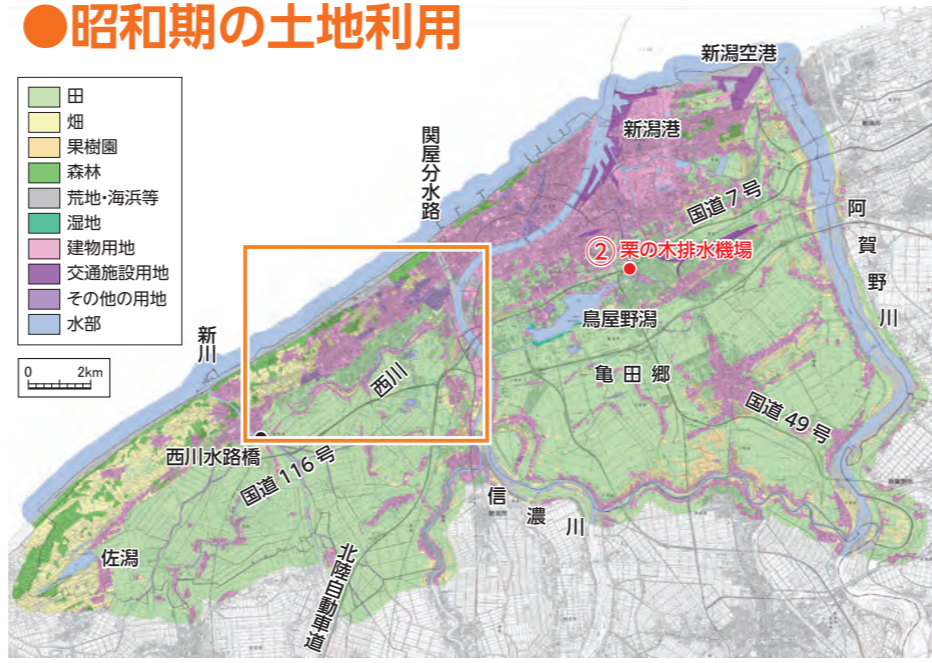 ●昭和期の土地利用
田
畑
果樹園
森林
荒地・海浜等
湿地
建物用地
交通施設用地
その他の用地
水部
0 2km
新潟空港
新潟港
関屋分水路
国道7号
阿賀野川
② 栗の木排水機場
鳥屋野潟
新川
西川
亀田郷
国道49号
西川水路橋
国道116号
信濃川
佐潟
北陸自動車道